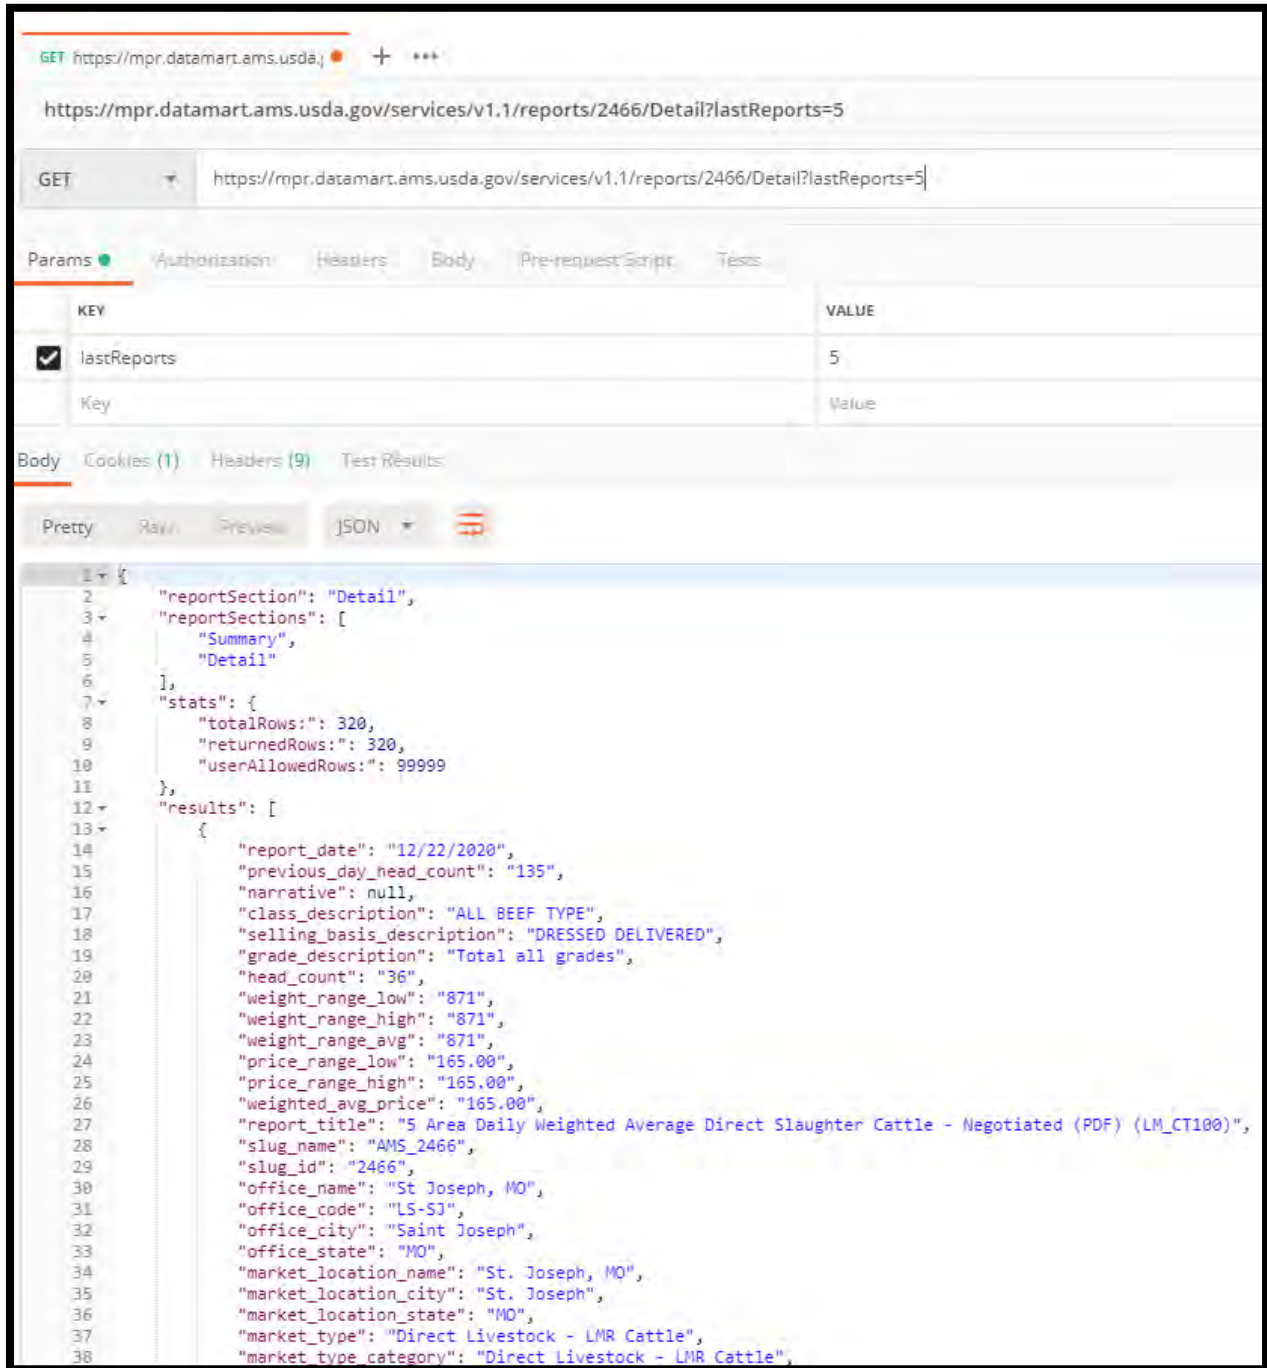 GET https://mpr.datamart.ams.usda.g + •••
https://mpr.datamart.ams.usda.gov/services/v1.1/reports/2466/Detail?lastReports=5
GET https://mpr.datamart.ams.usda.gov/services/v1.1/reports/2466/Detail?lastReports=5
Params Authorization Headers Body Pre-request Script Tests
KEY VALUE
lastReports 5
Key Value
Body Cookies (1) Headers (9) Test Results
Pretty Raw Preview JSON
1 {
2 "reportSection": "Detail",
3 "reportSections": [
4 "Summary",
5 "Detail"
6 ],
7 "stats": {
8 "totalRows:": 320,
9 "returnedRows:": 320,
10 "userAllowedRows:": 99999
11 },
12 "results": [
13 {
14 "report_date": "12/22/2020",
15 "previous_day_head_count": "135",
16 "narrative": null,
17 "class_description": "ALL BEEF TYPE",
18 "selling_basis_description": "DRESSED DELIVERED",
19 "grade_description": "Total all grades",
20 "head_count": "36",
21 "weight_range_low": "871",
22 "weight_range_high": "871",
23 "weight_range_avg": "871",
24 "price_range_low": "165.00",
25 "price_range_high": "165.00",
26 "weighted_avg_price": "165.00",
27 "report_title": "5 Area Daily Weighted Average Direct Slaughter Cattle - Negotiated (PDF) (LM_CT100)",
28 "slug_name": "AMS_2466",
29 "slug_id": "2466",
30 "office_name": "St Joseph, MO",
31 "office_code": "LS-SJ",
32 "office_city": "Saint Joseph",
33 "office_state": "MO",
34 "market_location_name": "St. Joseph, MO",
35 "market_location_city": "St. Joseph",
36 "market_location_state": "MO",
37 "market_type": "Direct Livestock - LMR Cattle",
38 "market_type_category": "Direct Livestock - LMR Cattle",